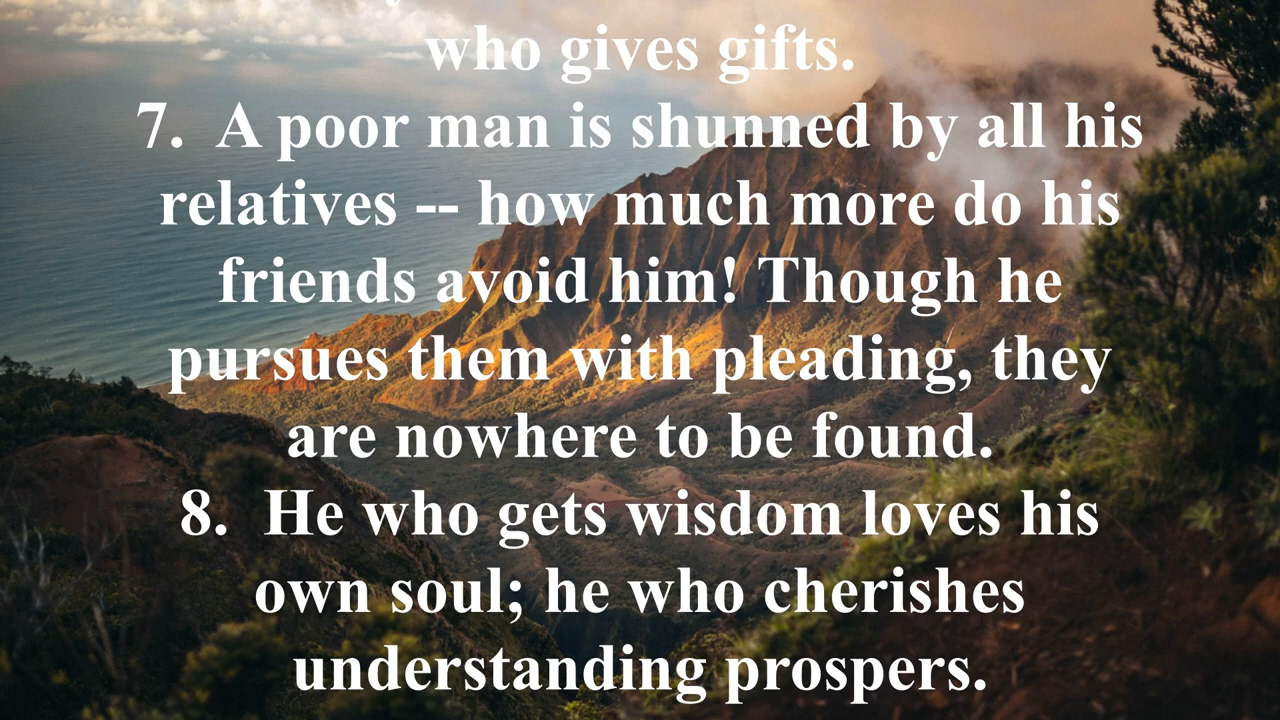 who gives gifts.
7. A poor man is shunned by all his
relatives -- how much more do his
friends avoid him! Though he
pursues them with pleading, they
are nowhere to be found.
8. He who gets wisdom loves his
own soul; he who cherishes
understanding prospers.